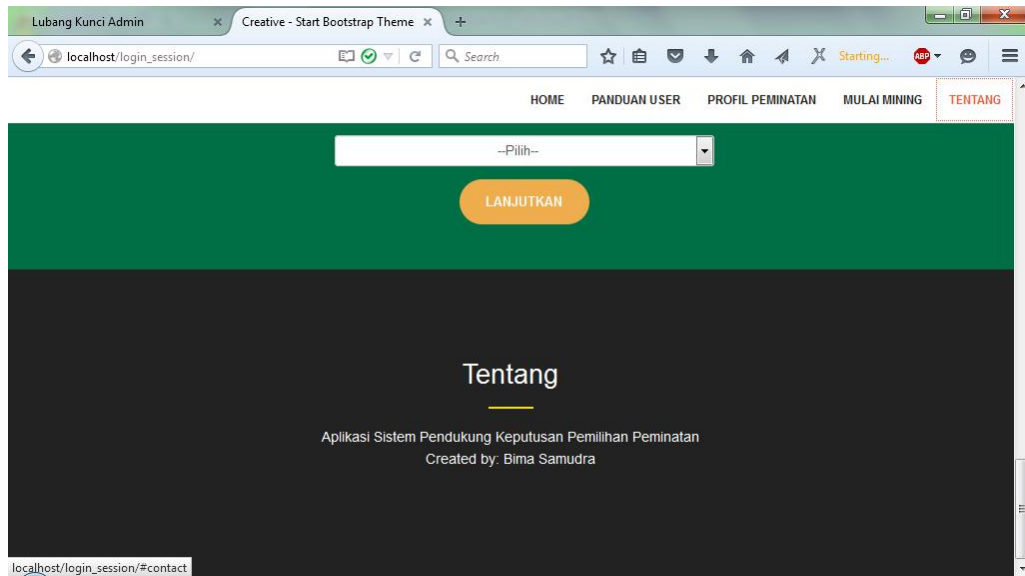 Lubang Kunci Admin
Creative - Start Bootstrap Theme
localhost/login_session/
Search
Starting...
ABP
HOME PANDUAN USER PROFIL PEMINATAN MULAI MINING TENTANG
--Pilih--
LANJUTKAN
Tentang
Aplikasi Sistem Pendukung Keputusan Pemilihan Peminatan
Created by: Bima Samudra
localhost/login_session/#contact